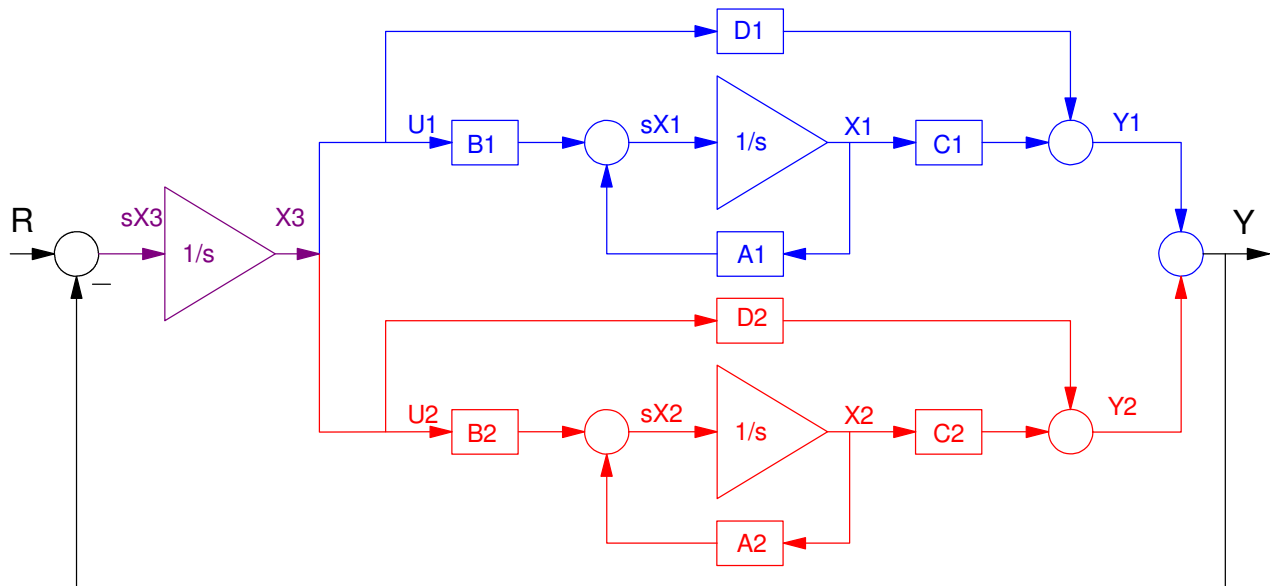 D1
U1
B1
sX1
1/s
X1
C1
Y1
R
sX3
1/s
X3
A1
Y
D2
U2
B2
sX2
1/s
X2
C2
Y2
A2